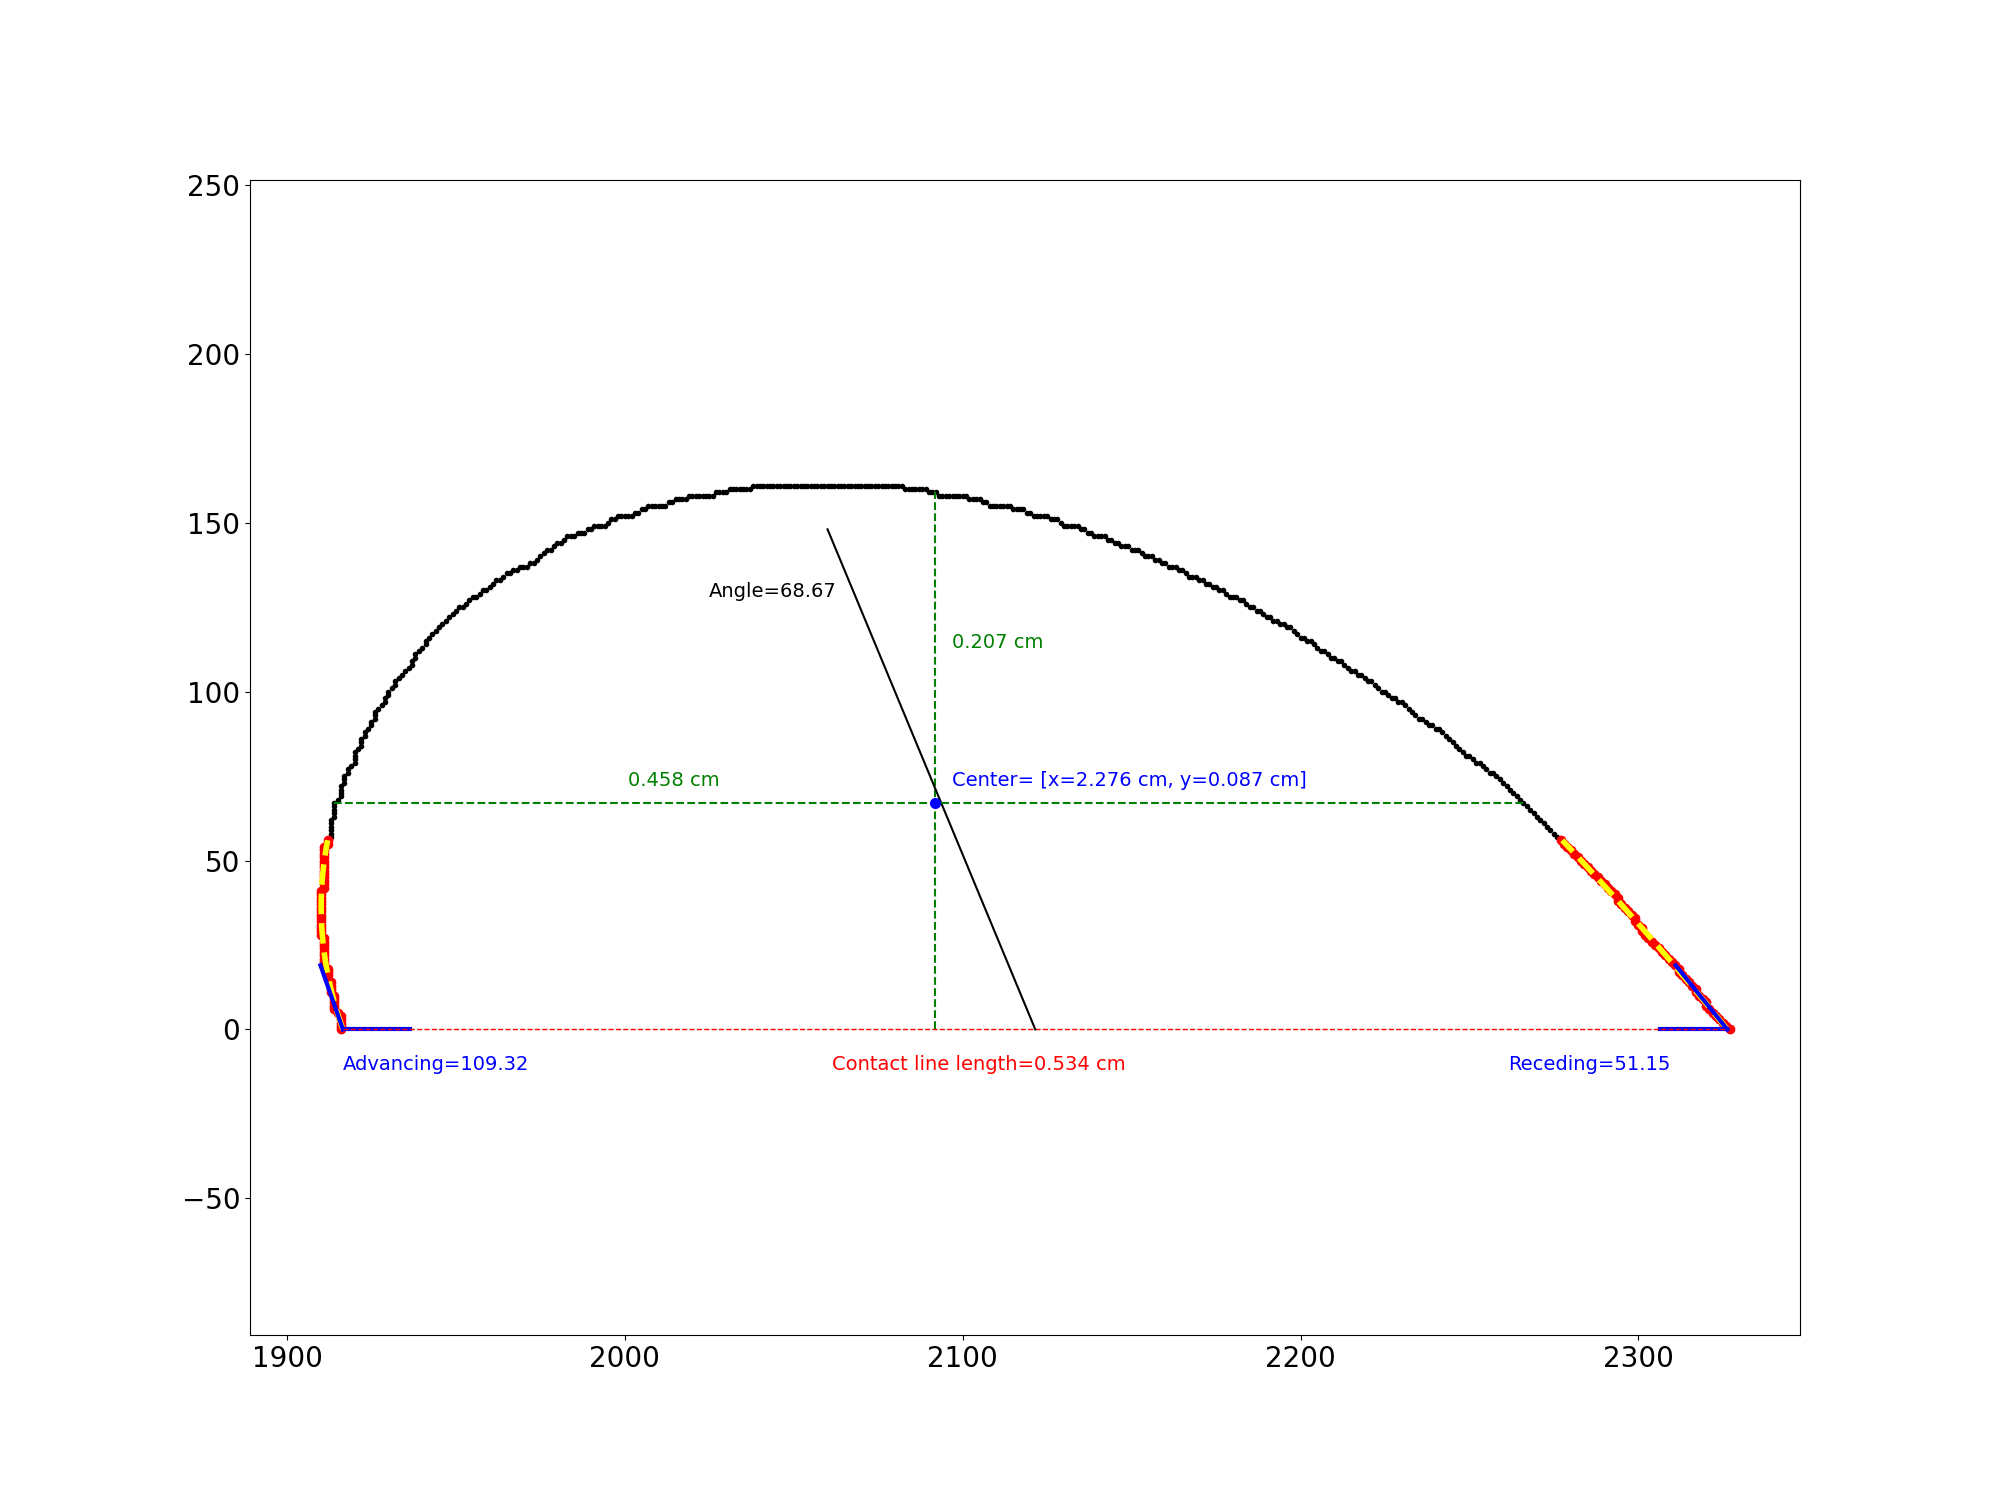 250
200
150
Angle=68.67
0.207 cm
100
0.458 cm
Center= [x=2.276 cm, y=0.087 cm]
50
0
Advancing=109.32
Contact line length=0.534 cm
Receding=51.15
−50
1900
2000
2100
2200
2300